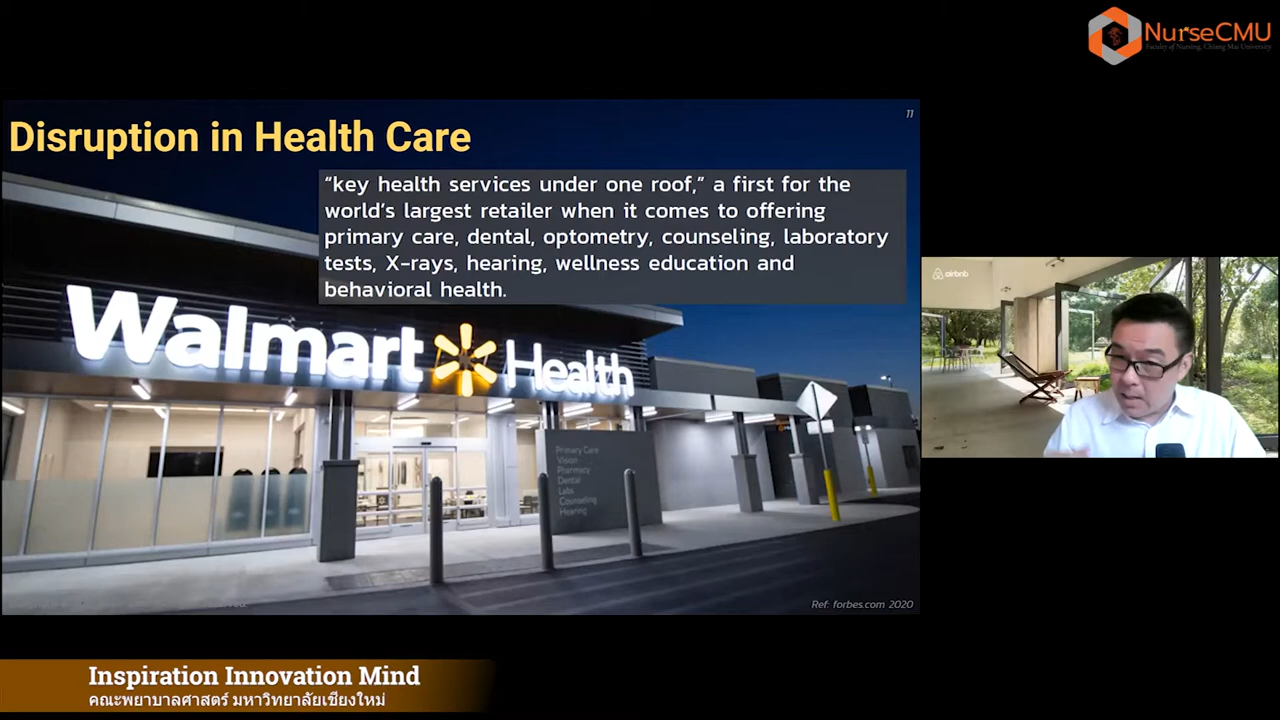 NurseCMU
Faculty of Nursing, Chiang Mai University
11
Disruption in Health Care
“key health services under one roof,” a first for the
world’s largest retailer when it comes to offering
primary care, dental, optometry, counseling, laboratory
tests, X-rays, hearing, wellness education and
behavioral health.
airbnb
Walmart Health
Primary Care
Vision
Pharmacy
Dental
Labs
Counseling
Hearing
Ref: forbes.com 2020
Inspiration Innovation Mind
คณะพยาบาลศาสตร์ มหาวิทยาลัยเชียงใหม่